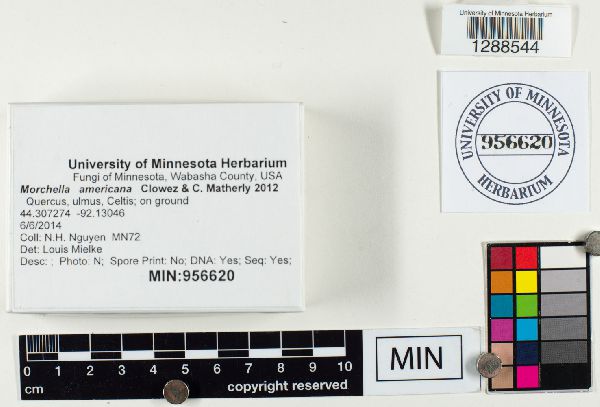 University of Minnesota Herbarium
1288544
UNIVERSITY OF MINNESOTA
956620
HERBARIUM
University of Minnesota Herbarium
Fungi of Minnesota, Wabasha County, USA
Morchella americana Clowez & C. Matherly 2012
Quercus, ulmus, Celtis; on ground
44.307274 -92.13046
6/6/2014
Coll: N.H. Nguyen MN72
Det: Louis Mielke
Desc: ; Photo: N; Spore Print: No; DNA: Yes; Seq: Yes;
MIN:956620
0 1 2 3 4 5 6 7 8 9 10
cm copyright reserved
MIN